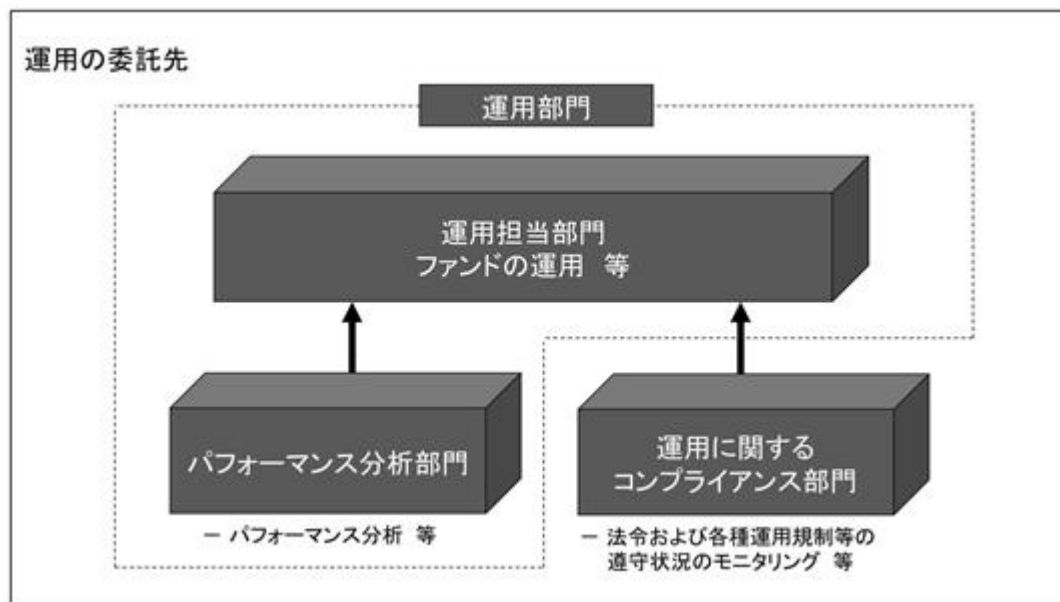 運用の委託先
運用部門
運用担当部門
ファンドの運用 等
パフォーマンス分析部門
－ パフォーマンス分析 等
運用に関する
コンプライアンス部門
－ 法令および各種運用規制等の
遵守状況のモニタリング 等